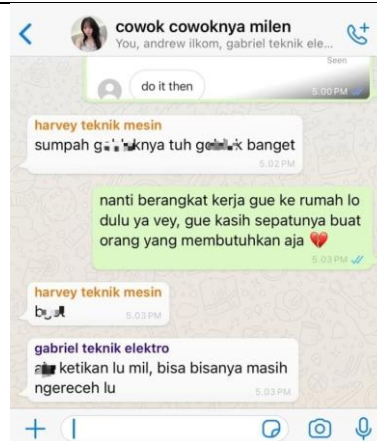 cowok cowoknya milen
You, andrew ilkom, gabriel teknik ele...
Seen
do it then
5.00 PM
harvey teknik mesin
sumpah tuh banget
5.02 PM
nanti berangkat kerja gue ke rumah lo
dulu ya vey, gue kasih sepatunya buat
orang yang membutuhkan aja 💔
5.03 PM
harvey teknik mesin
5.03 PM
gabriel teknik elektro
ketikan lu mil, bisa bisanya masih
ngereceh lu
5.03 PM